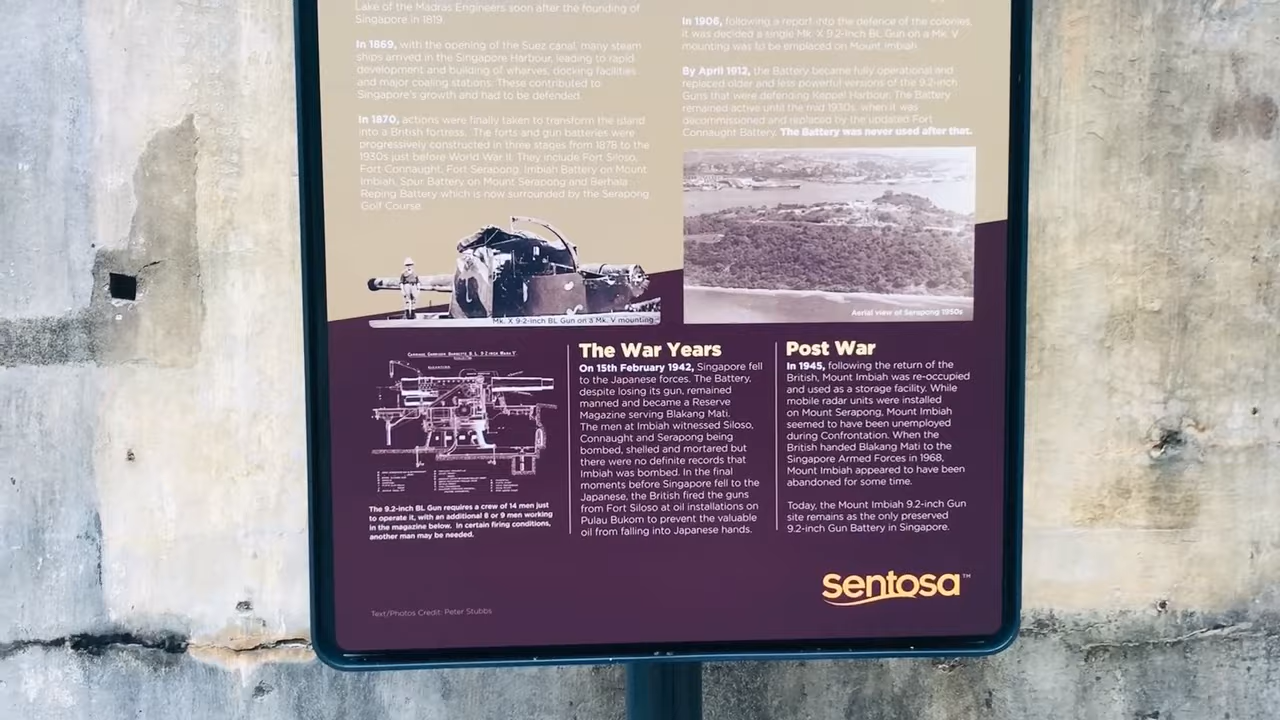 Lake of the Madras Engineers soon after the founding of
Singapore in 1819.
In 1869, with the opening of the Suez canal, many steam
ships arrived in the Singapore Harbour, leading to rapid
development and building of wharves, docking facilities
and major coaling stations. These contributed to
Singapore's growth and had to be defended.
In 1870, actions were finally taken to transform the island
into a British fortress. The forts and gun batteries were
progressively constructed in three stages from 1878 to the
1930s just before World War II. They include Fort Siloso,
Fort Connaught, Fort Serapong, Imbiah Battery on Mount
Imbiah, Spur Battery on Mount Serapong and Berhala
Reping Battery which is now surrounded by the Serapong
Golf Course.
Mk. X 9.2-inch BL Gun on a Mk. V mounting
In 1906, following a report into the defence of the colonies,
it was decided a single Mk. X 9.2-inch BL Gun on a Mk. V
mounting was to be emplaced on Mount Imbiah.
By April 1912, the Battery became fully operational and
replaced older and less powerful versions of the 9.2-inch
Guns that were defending Keppel Harbour. The Battery
remained active until the mid 1930s, when it was
decommissioned and replaced by the updated Fort
Connaught Battery. The Battery was never used after that.
Aerial view of Serapong 1950s
The 9.2-inch BL Gun requires a crew of 14 men just
to operate it, with an additional 8 or 9 men working
in the magazine below. In certain firing conditions,
another man may be needed.
The War Years
On 15th February 1942, Singapore fell
to the Japanese forces. The Battery,
despite losing its gun, remained
manned and became a Reserve
Magazine serving Blakang Mati.
The men at Imbiah witnessed Siloso,
Connaught and Serapong being
bombed, shelled and mortared but
there were no definite records that
Imbiah was bombed. In the final
moments before Singapore fell to the
Japanese, the British fired the guns
from Fort Siloso at oil installations on
Pulau Bukom to prevent the valuable
oil from falling into Japanese hands.
Post War
In 1945, following the return of the
British, Mount Imbiah was re-occupied
and used as a storage facility. While
mobile radar units were installed
on Mount Serapong, Mount Imbiah
seemed to have been unemployed
during Confrontation. When the
British handed Blakang Mati to the
Singapore Armed Forces in 1968,
Mount Imbiah appeared to have been
abandoned for some time.
Today, the Mount Imbiah 9.2-inch Gun
site remains as the only preserved
9.2-inch Gun Battery in Singapore.
sentosa™
Text/Photos Credit: Peter Stubbs